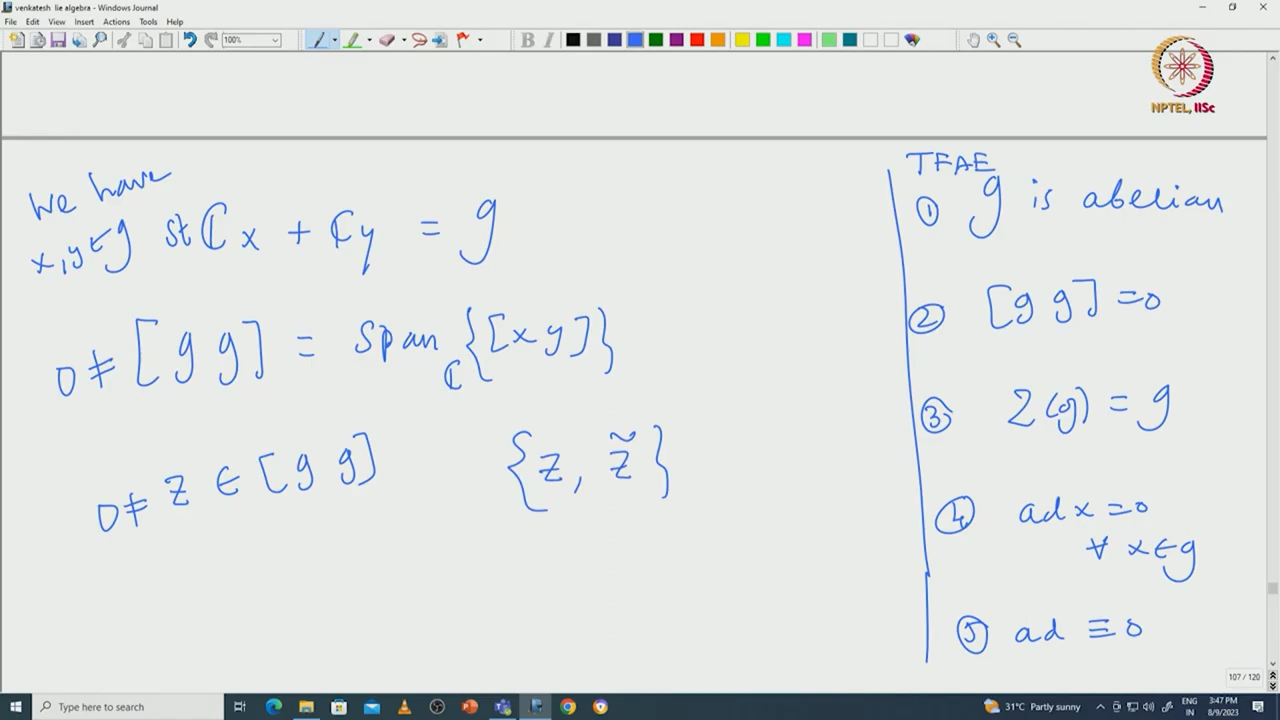 venkatesh lie algebra - Windows Journal
File Edit View Insert Actions Tools Help
100%
NPTEL, IISc
We have
x, y ∈ g st ℂx + ℂy = g
0 ≠ [g g] = Span_ℂ {[x y]}
0 ≠ z ∈ [g g] {z, z̃}
TFAE
① g is abelian
② [g g] = 0
③ Z(g) = g
④ ad x = 0
∀ x ∈ g
⑤ ad ≡ 0
107 / 120
Type here to search
31°C Partly sunny
ENG
IN
3:47 PM
8/9/2023